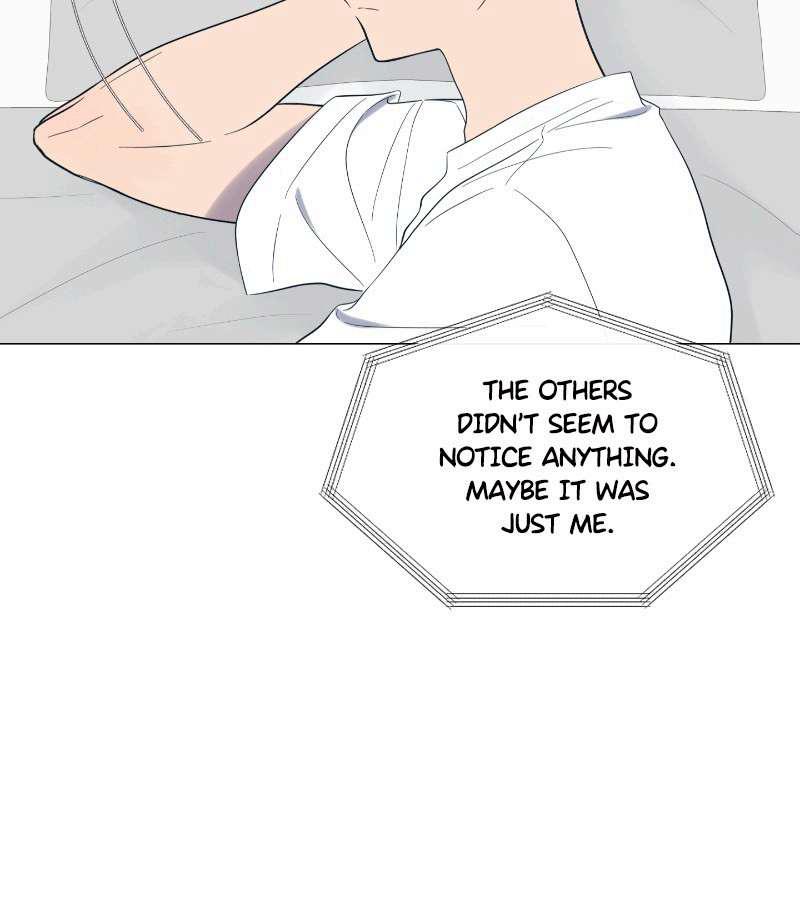 THE OTHERS
DIDN'T SEEM TO
NOTICE ANYTHING.
MAYBE IT WAS
JUST ME.